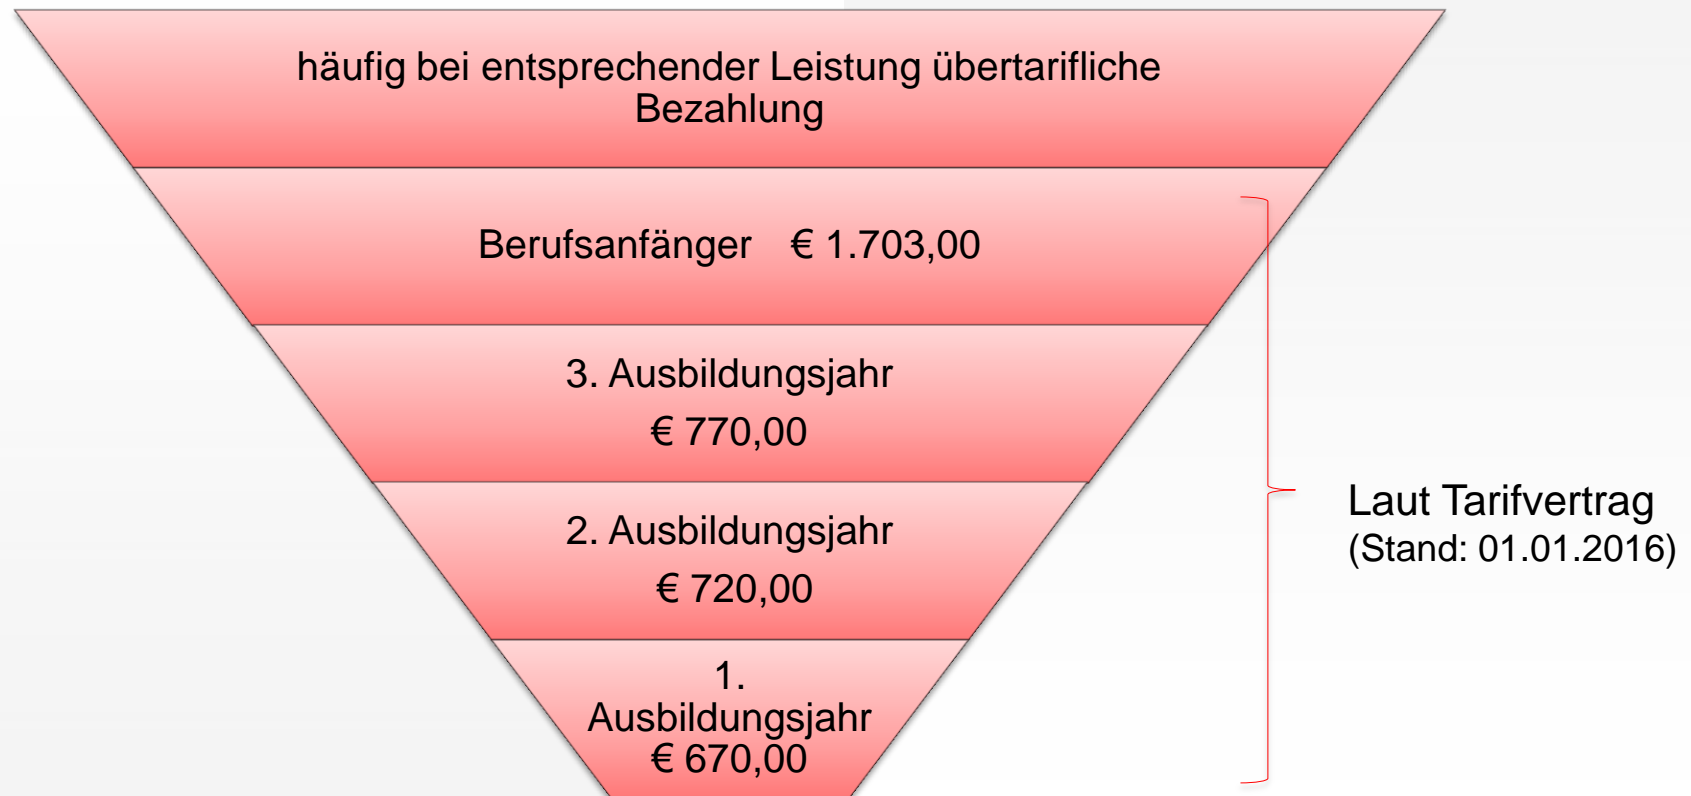 häufig bei entsprechender Leistung übertarifliche
Bezahlung
Berufsanfänger € 1.703,00
3. Ausbildungsjahr
€ 770,00
2. Ausbildungsjahr
€ 720,00
1.
Ausbildungsjahr
€ 670,00
Laut Tarifvertrag
(Stand: 01.01.2016)